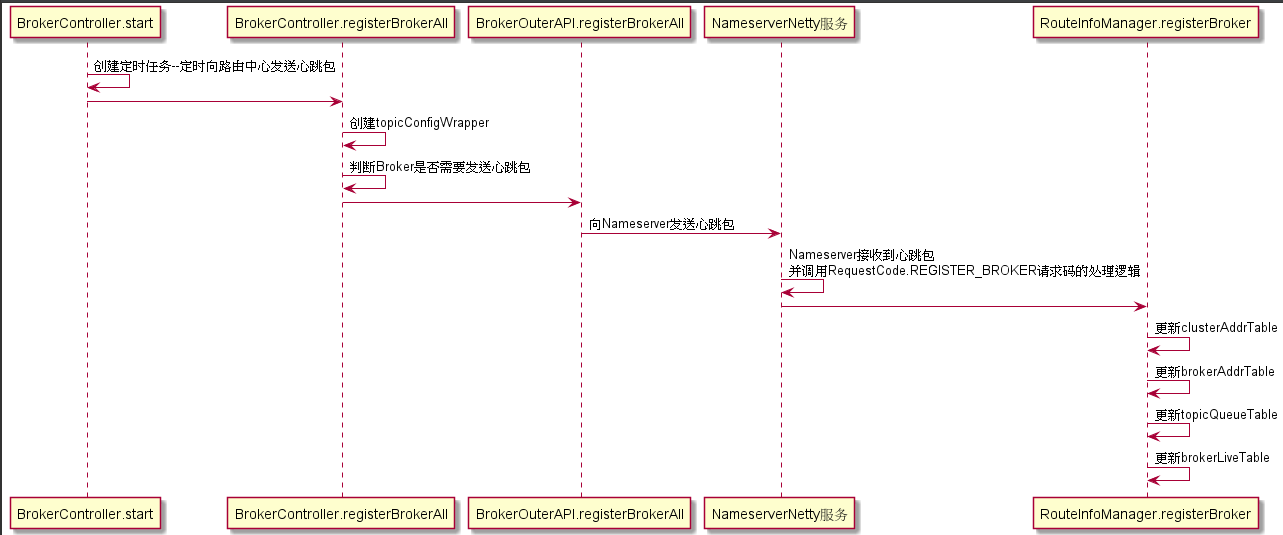 BrokerController.start
BrokerController.registerBrokerAll
BrokerOuterAPI.registerBrokerAll
NameserverNetty服务
RouteInfoManager.registerBroker
创建定时任务--定时向路由中心发送心跳包
创建topicConfigWrapper
判断Broker是否需要发送心跳包
向Nameserver发送心跳包
Nameserver接收到心跳包
并调用RequestCode.REGISTER_BROKER请求码的处理逻辑
更新clusterAddrTable
更新brokerAddrTable
更新topicQueueTable
更新brokerLiveTable
BrokerController.start
BrokerController.registerBrokerAll
BrokerOuterAPI.registerBrokerAll
NameserverNetty服务
RouteInfoManager.registerBroker